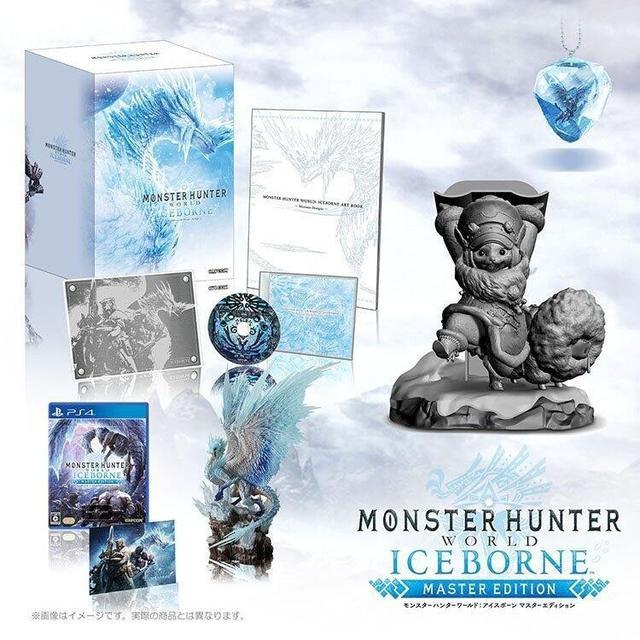 MONSTER HUNTER
WORLD
ICEBORNE
MONSTER HUNTER WORLD: ICEBORNE ART BOOK
PS4
MONSTER HUNTER
WORLD
ICEBORNE
MASTER EDITION
CAPCOM
MONSTER HUNTER
WORLD
ICEBORNE™
MASTER EDITION
モンスターハンターワールド:アイスボーン マスターエディション
※画像はイメージです。実際の商品とは異なります。